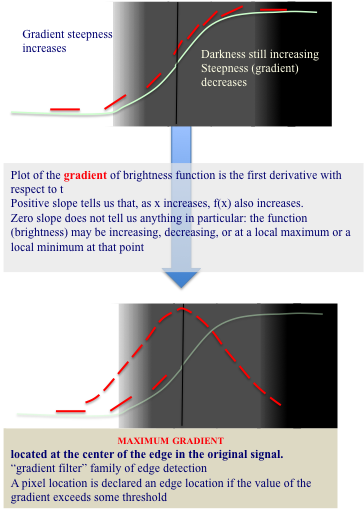 Gradient steepness
increases
Darkness still increasing
Steepness (gradient)
decreases
Plot of the gradient of brightness function is the first derivative with
respect to t
Positive slope tells us that, as x increases, f(x) also increases.
Zero slope does not tell us anything in particular: the function
(brightness) may be increasing, decreasing, or at a local maximum or a
local minimum at that point
MAXIMUM GRADIENT
located at the center of the edge in the original signal.
“gradient filter” family of edge detection
A pixel location is declared an edge location if the value of the
gradient exceeds some threshold